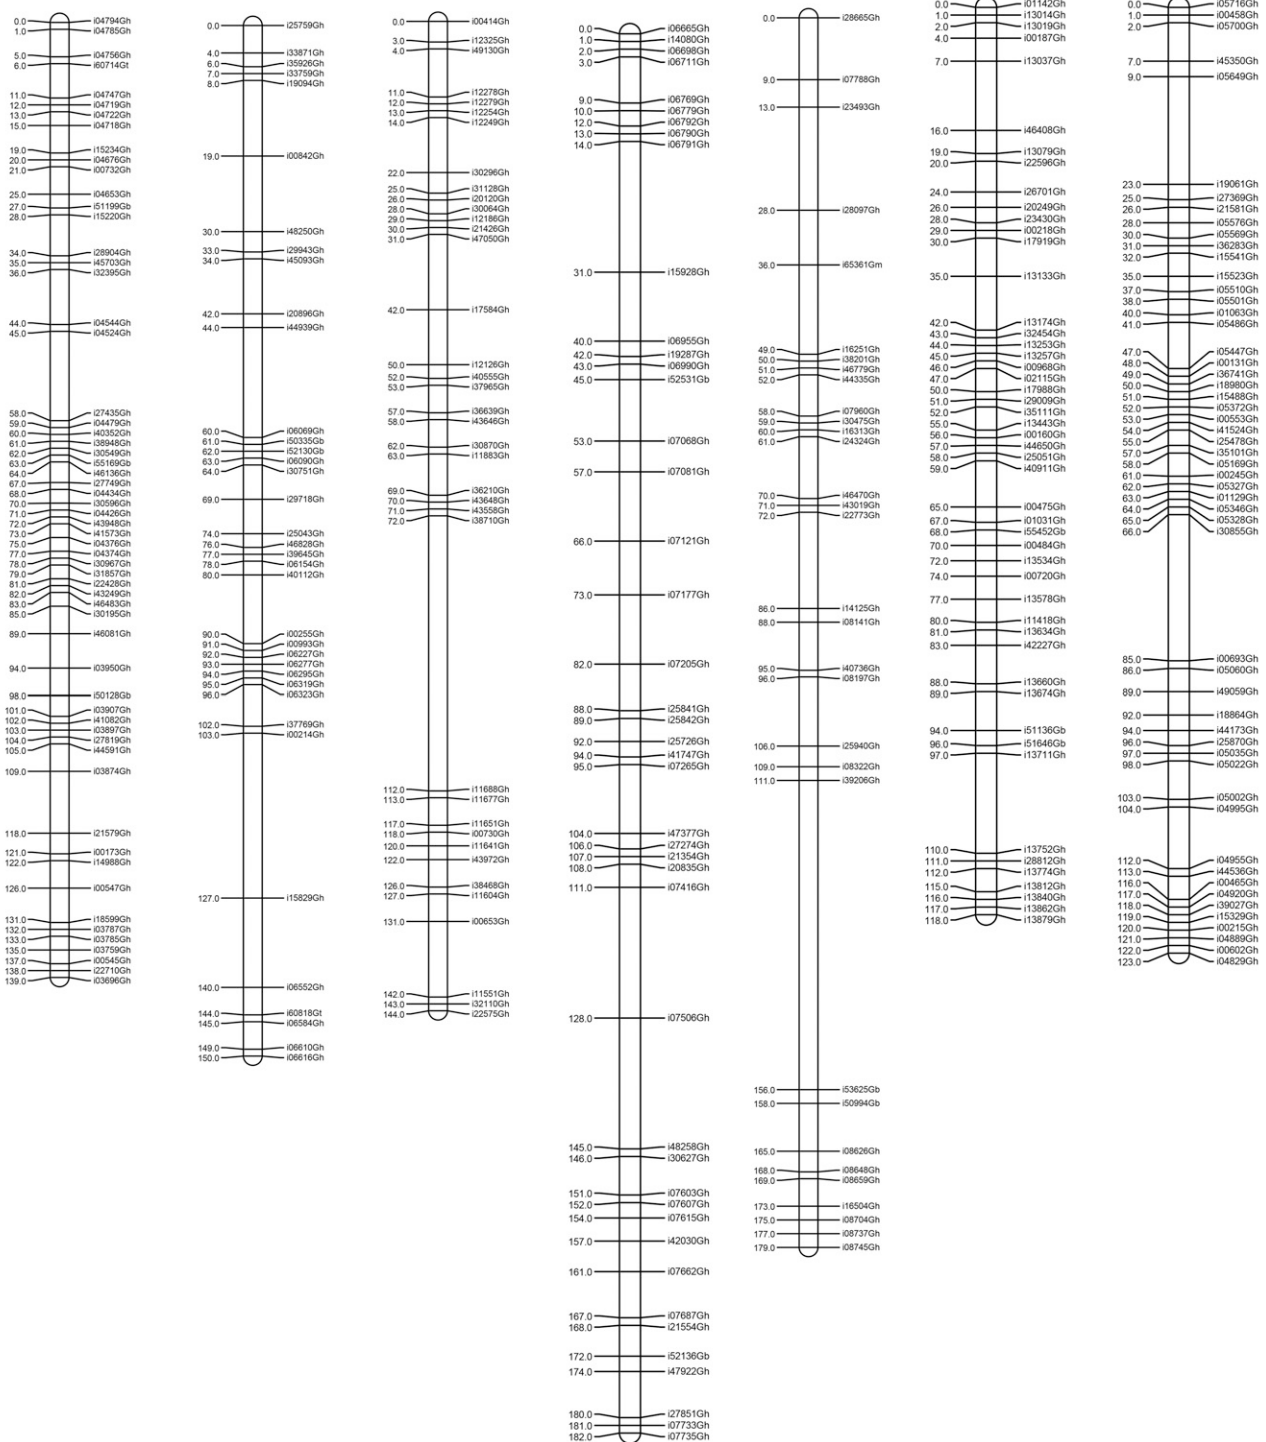 0.0 i04794Gh
1.0 i04785Gh
5.0 i04756Gh
6.0 i60714Gt
11.0 i04747Gh
12.0 i04719Gh
13.0 i04722Gh
15.0 i04718Gh
19.0 i15234Gh
20.0 i04676Gh
21.0 i00732Gh
25.0 i04653Gh
27.0 i51199Gb
28.0 i15220Gh
34.0 i28904Gh
35.0 i45703Gh
36.0 i32395Gh
44.0 i04544Gh
45.0 i04524Gh
58.0 i27435Gh
59.0 i04479Gh
60.0 i40352Gh
61.0 i38948Gh
62.0 i30549Gh
63.0 i55169Gb
64.0 i46136Gh
67.0 i27749Gh
68.0 i04434Gh
70.0 i30596Gh
71.0 i04426Gh
72.0 i43948Gh
73.0 i41573Gh
75.0 i04376Gh
77.0 i04374Gh
78.0 i30967Gh
79.0 i31857Gh
81.0 i22428Gh
82.0 i43249Gh
83.0 i46483Gh
85.0 i30195Gh
89.0 i46081Gh
94.0 i03950Gh
98.0 i50128Gb
101.0 i03907Gh
102.0 i41082Gh
103.0 i03897Gh
104.0 i27819Gh
105.0 i44591Gh
109.0 i03874Gh
118.0 i21579Gh
121.0 i00173Gh
122.0 i14988Gh
126.0 i00547Gh
131.0 i18599Gh
132.0 i03787Gh
133.0 i03785Gh
135.0 i03759Gh
137.0 i00545Gh
138.0 i22710Gh
139.0 i03696Gh
0.0 i25759Gh
4.0 i33871Gh
6.0 i35926Gh
7.0 i33759Gh
8.0 i19094Gh
19.0 i00842Gh
30.0 i48250Gh
33.0 i29943Gh
34.0 i45093Gh
42.0 i20896Gh
44.0 i44939Gh
60.0 i06069Gh
61.0 i50335Gb
62.0 i52130Gb
63.0 i06090Gh
64.0 i30751Gh
69.0 i29718Gh
74.0 i25043Gh
76.0 i46828Gh
77.0 i39645Gh
78.0 i06154Gh
80.0 i40112Gh
90.0 i00255Gh
91.0 i00993Gh
92.0 i06227Gh
93.0 i06277Gh
94.0 i06295Gh
95.0 i06319Gh
96.0 i06323Gh
102.0 i37769Gh
103.0 i00214Gh
127.0 i15829Gh
140.0 i06552Gh
144.0 i60818Gt
145.0 i06584Gh
149.0 i06610Gh
150.0 i06616Gh
0.0 i00414Gh
3.0 i12325Gh
4.0 i49130Gh
11.0 i12278Gh
12.0 i12279Gh
13.0 i12254Gh
14.0 i12249Gh
22.0 i30296Gh
25.0 i31128Gh
26.0 i20120Gh
28.0 i30064Gh
29.0 i12186Gh
30.0 i21426Gh
31.0 i47050Gh
42.0 i17584Gh
50.0 i12126Gh
52.0 i40555Gh
53.0 i37965Gh
57.0 i36639Gh
58.0 i43646Gh
62.0 i30870Gh
63.0 i11883Gh
69.0 i36210Gh
70.0 i43648Gh
71.0 i43558Gh
72.0 i38710Gh
112.0 i11688Gh
113.0 i11677Gh
117.0 i11651Gh
118.0 i00730Gh
120.0 i11641Gh
122.0 i43972Gh
126.0 i38468Gh
127.0 i11604Gh
131.0 i00653Gh
142.0 i11551Gh
143.0 i32110Gh
144.0 i22575Gh
0.0 i06665Gh
1.0 i14080Gh
2.0 i06698Gh
3.0 i06711Gh
9.0 i06769Gh
10.0 i06779Gh
12.0 i06792Gh
13.0 i06790Gh
14.0 i06791Gh
31.0 i15928Gh
40.0 i06955Gh
42.0 i19287Gh
43.0 i06990Gh
45.0 i52531Gb
53.0 i07068Gh
57.0 i07081Gh
66.0 i07121Gh
73.0 i07177Gh
82.0 i07205Gh
88.0 i25841Gh
89.0 i25842Gh
92.0 i25726Gh
94.0 i41747Gh
95.0 i07265Gh
104.0 i47377Gh
106.0 i27274Gh
107.0 i21354Gh
108.0 i20835Gh
111.0 i07416Gh
128.0 i07506Gh
145.0 i48258Gh
146.0 i30627Gh
151.0 i07603Gh
152.0 i07607Gh
154.0 i07615Gh
157.0 i42030Gh
161.0 i07662Gh
167.0 i07687Gh
168.0 i21554Gh
172.0 i52136Gb
174.0 i47922Gh
180.0 i27851Gh
181.0 i07733Gh
182.0 i07735Gh
0.0 i28665Gh
9.0 i07788Gh
13.0 i23493Gh
28.0 i28097Gh
36.0 i65361Gm
49.0 i16251Gh
50.0 i38201Gh
51.0 i46779Gh
52.0 i44335Gh
58.0 i07960Gh
59.0 i30475Gh
60.0 i16313Gh
61.0 i24324Gh
70.0 i46470Gh
71.0 i43019Gh
72.0 i22773Gh
86.0 i14125Gh
88.0 i08141Gh
95.0 i40736Gh
96.0 i08197Gh
106.0 i25940Gh
109.0 i08322Gh
111.0 i39206Gh
156.0 i53625Gb
158.0 i50994Gb
165.0 i08626Gh
168.0 i08648Gh
169.0 i08659Gh
173.0 i16504Gh
175.0 i08704Gh
177.0 i08737Gh
179.0 i08745Gh
0.0 i01142Gh
1.0 i13014Gh
2.0 i13019Gh
4.0 i00187Gh
7.0 i13037Gh
16.0 i46408Gh
19.0 i13079Gh
20.0 i22596Gh
24.0 i26701Gh
26.0 i20249Gh
28.0 i23430Gh
29.0 i00218Gh
30.0 i17919Gh
35.0 i13133Gh
42.0 i13174Gh
43.0 i32454Gh
44.0 i13253Gh
45.0 i13257Gh
46.0 i00968Gh
47.0 i02115Gh
50.0 i17988Gh
51.0 i29009Gh
52.0 i35111Gh
55.0 i13443Gh
56.0 i00160Gh
57.0 i44650Gh
58.0 i25051Gh
59.0 i40911Gh
65.0 i00475Gh
67.0 i01031Gh
68.0 i55452Gb
70.0 i00484Gh
72.0 i13534Gh
74.0 i00720Gh
77.0 i13578Gh
80.0 i11418Gh
81.0 i13634Gh
83.0 i42227Gh
88.0 i13660Gh
89.0 i13674Gh
94.0 i51136Gb
96.0 i51646Gb
97.0 i13711Gh
110.0 i13752Gh
111.0 i28812Gh
112.0 i13774Gh
115.0 i13812Gh
116.0 i13840Gh
117.0 i13862Gh
118.0 i13879Gh
0.0 i05716Gh
1.0 i00458Gh
2.0 i05700Gh
7.0 i45350Gh
9.0 i05649Gh
23.0 i19061Gh
25.0 i27369Gh
26.0 i21581Gh
28.0 i05576Gh
30.0 i05569Gh
31.0 i36283Gh
32.0 i15541Gh
35.0 i15523Gh
37.0 i05510Gh
38.0 i05501Gh
40.0 i01063Gh
41.0 i05486Gh
47.0 i05447Gh
48.0 i00131Gh
49.0 i36741Gh
50.0 i18980Gh
51.0 i15488Gh
52.0 i05372Gh
53.0 i00553Gh
54.0 i41524Gh
55.0 i25478Gh
57.0 i35101Gh
58.0 i05169Gh
61.0 i00245Gh
62.0 i05327Gh
63.0 i01129Gh
64.0 i05346Gh
65.0 i05328Gh
66.0 i30855Gh
85.0 i00693Gh
86.0 i05060Gh
89.0 i49059Gh
92.0 i18864Gh
94.0 i44173Gh
96.0 i25870Gh
97.0 i05035Gh
98.0 i05022Gh
103.0 i05002Gh
104.0 i04995Gh
112.0 i04955Gh
113.0 i44536Gh
116.0 i00465Gh
117.0 i04920Gh
118.0 i39027Gh
119.0 i15329Gh
120.0 i00215Gh
121.0 i04889Gh
122.0 i00602Gh
123.0 i04829Gh